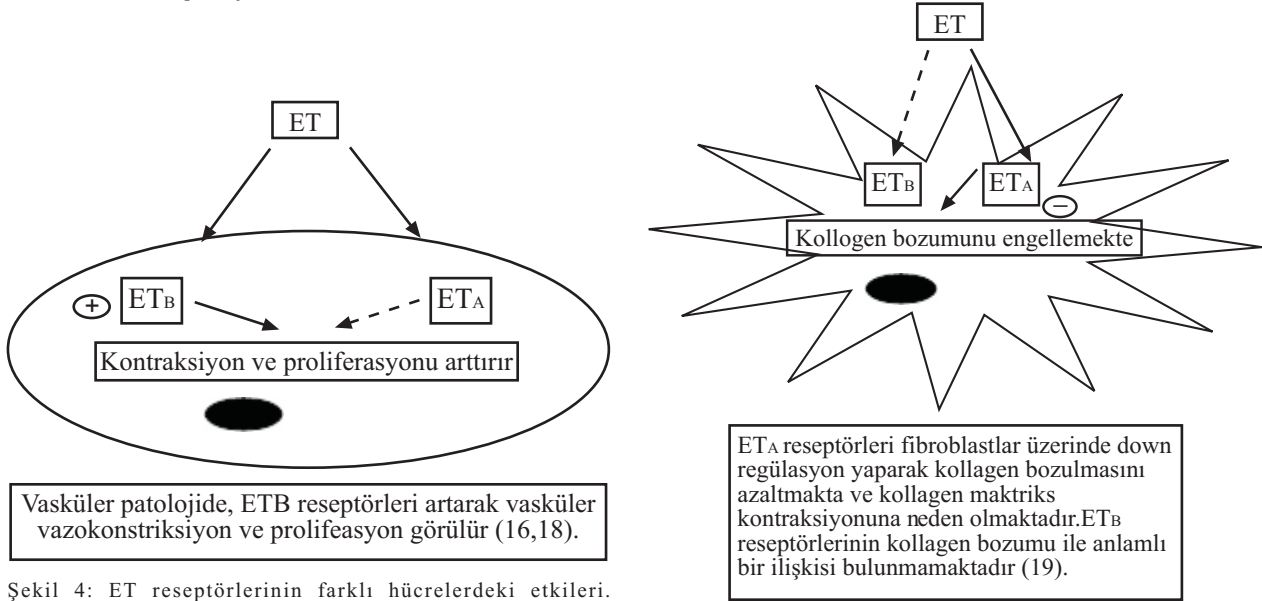 ET
ETB
ETA
+
Kontraksiyon ve proliferasyonu arttırır
Vasküler patolojide, ETB reseptörleri artarak vasküler
vazokonstriksiyon ve prolifeasyon görülür (16,18).
Şekil 4: ET reseptörlerinin farklı hücrelerdeki etkileri.
ET
ETB
ETA
−
Kollogen bozumunu engellemekte
ETA reseptörleri fibroblastlar üzerinde down
regülasyon yaparak kollagen bozulmasını
azaltmakta ve kollagen maktriks
kontraksiyonuna neden olmaktadır.ETB
reseptörlerinin kollagen bozumu ile anlamlı
bir ilişkisi bulunmamaktadır (19).